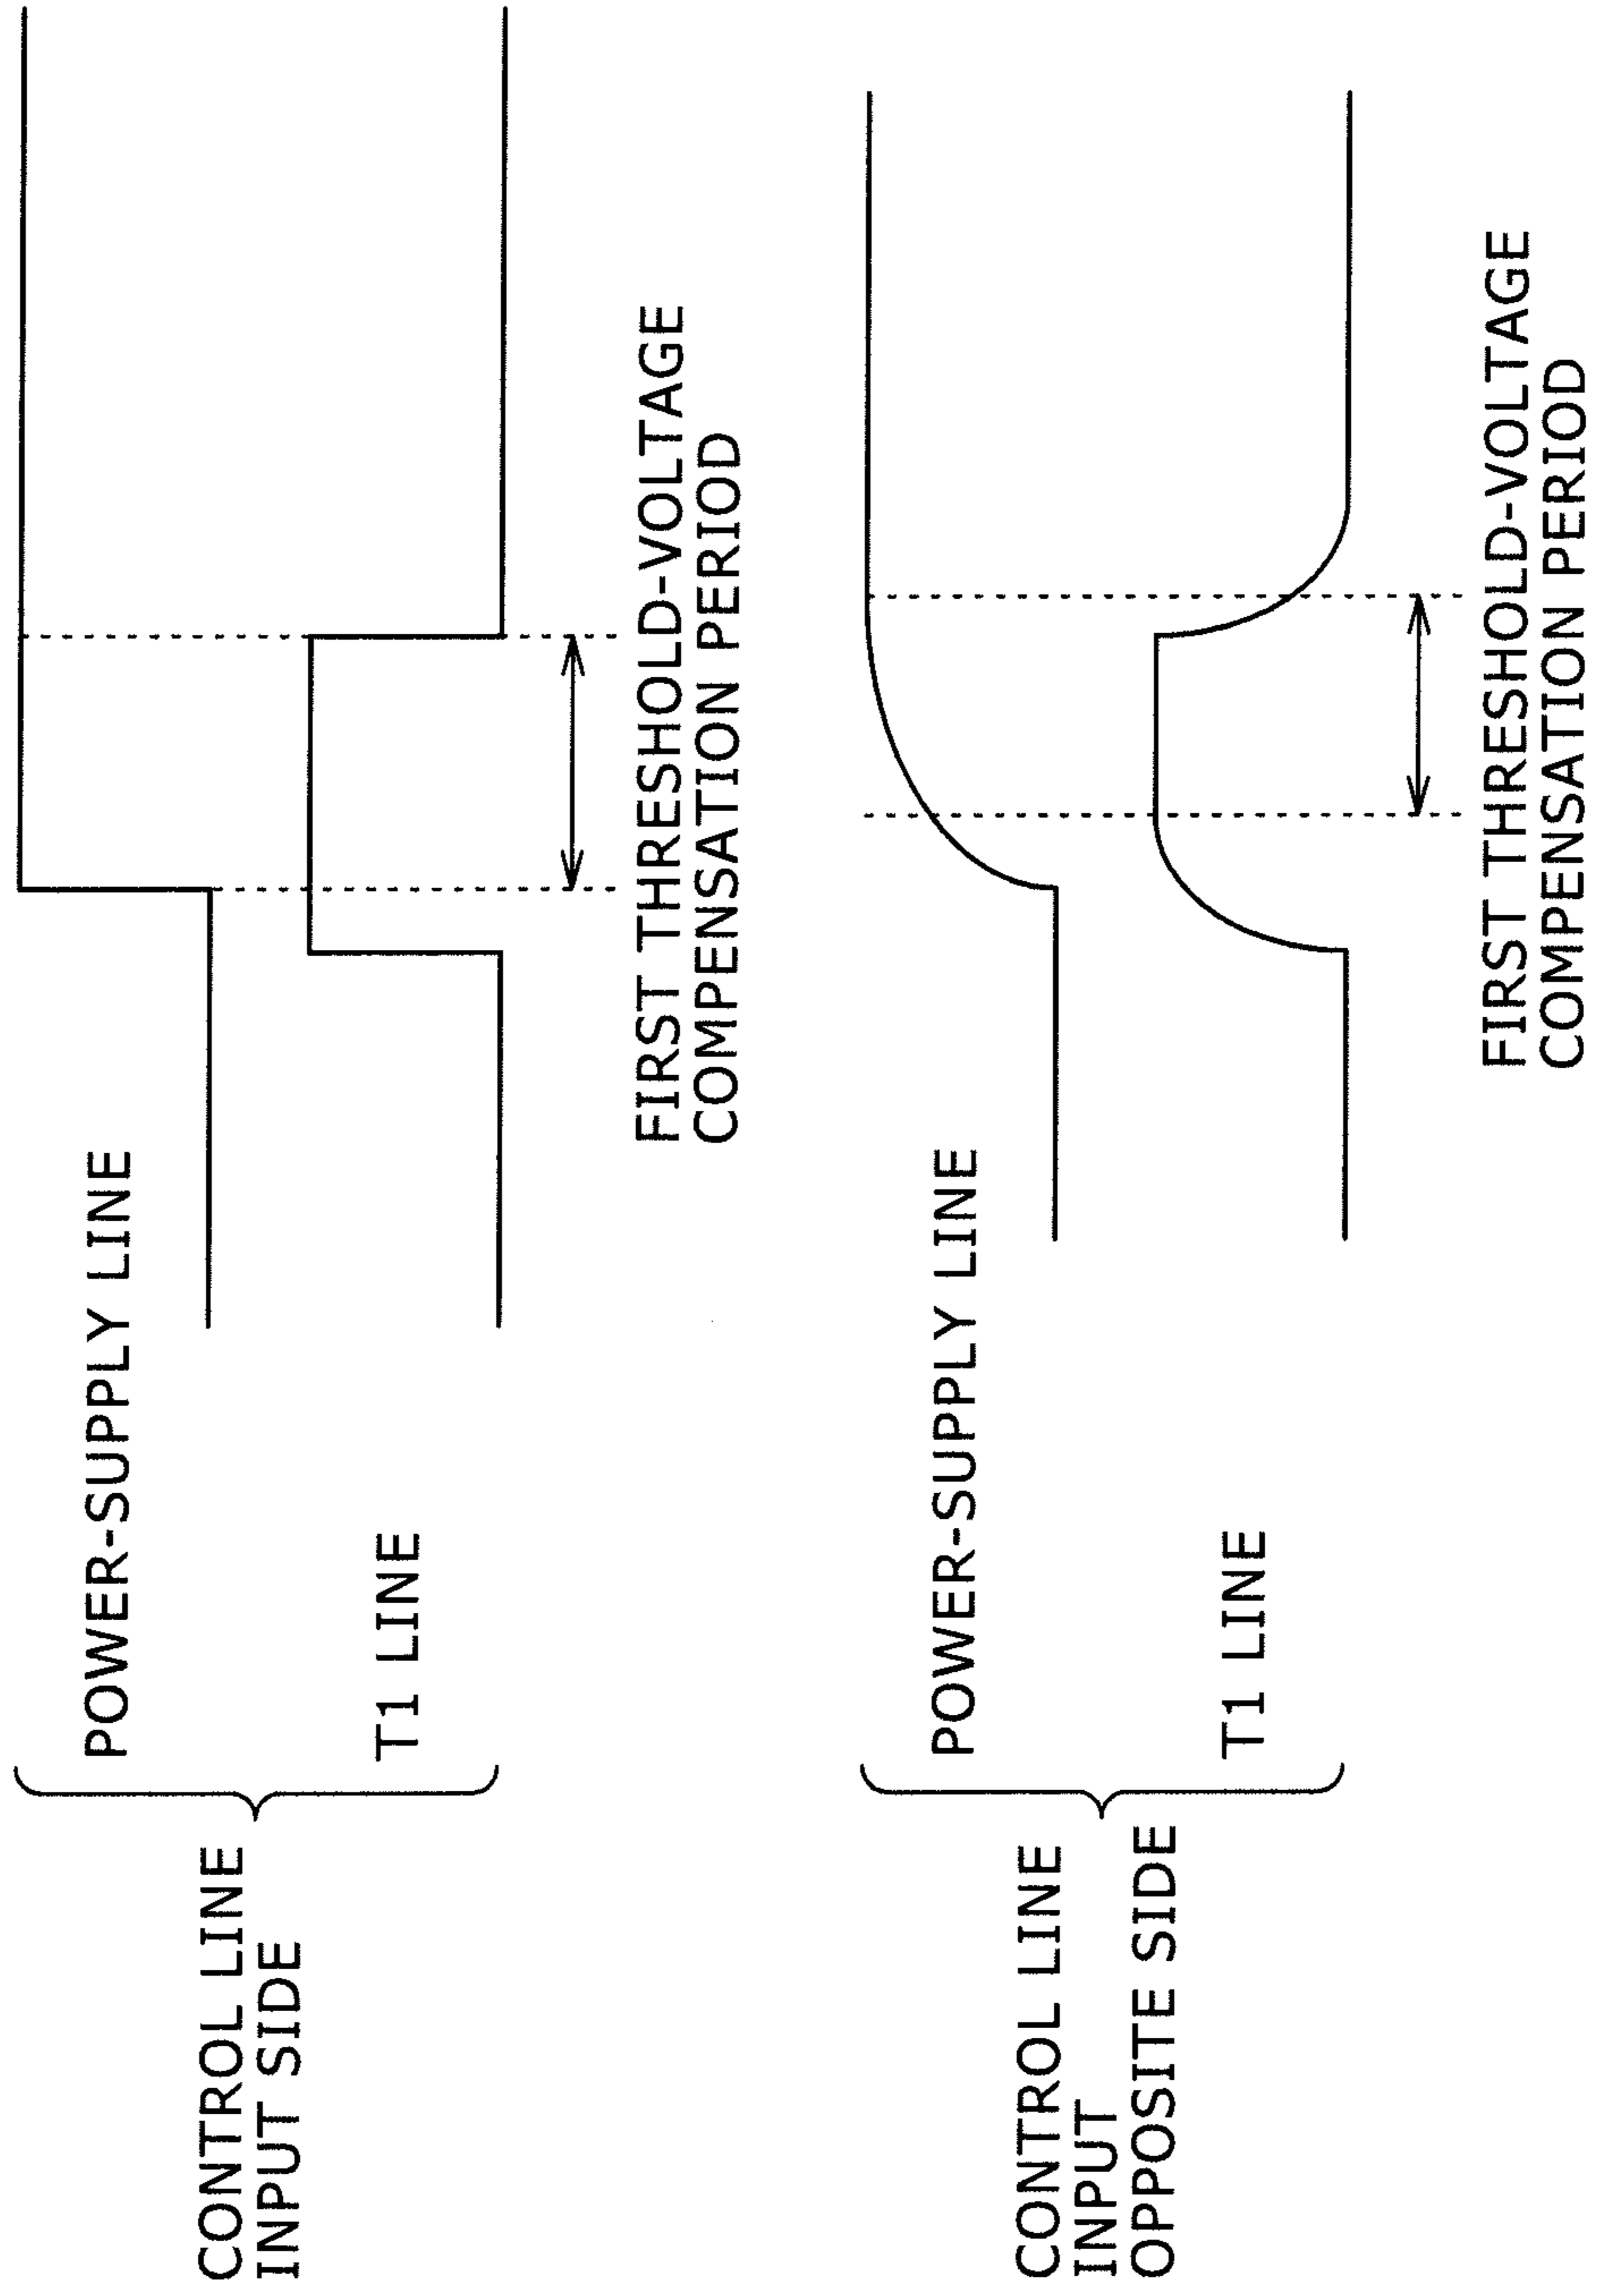 CONTROL LINE
INPUT SIDE
POWER-SUPPLY LINE
T1 LINE
FIRST THRESHOLD-VOLTAGE
COMPENSATION PERIOD
CONTROL LINE
INPUT
OPPOSITE SIDE
POWER-SUPPLY LINE
T1 LINE
FIRST THRESHOLD-VOLTAGE
COMPENSATION PERIOD